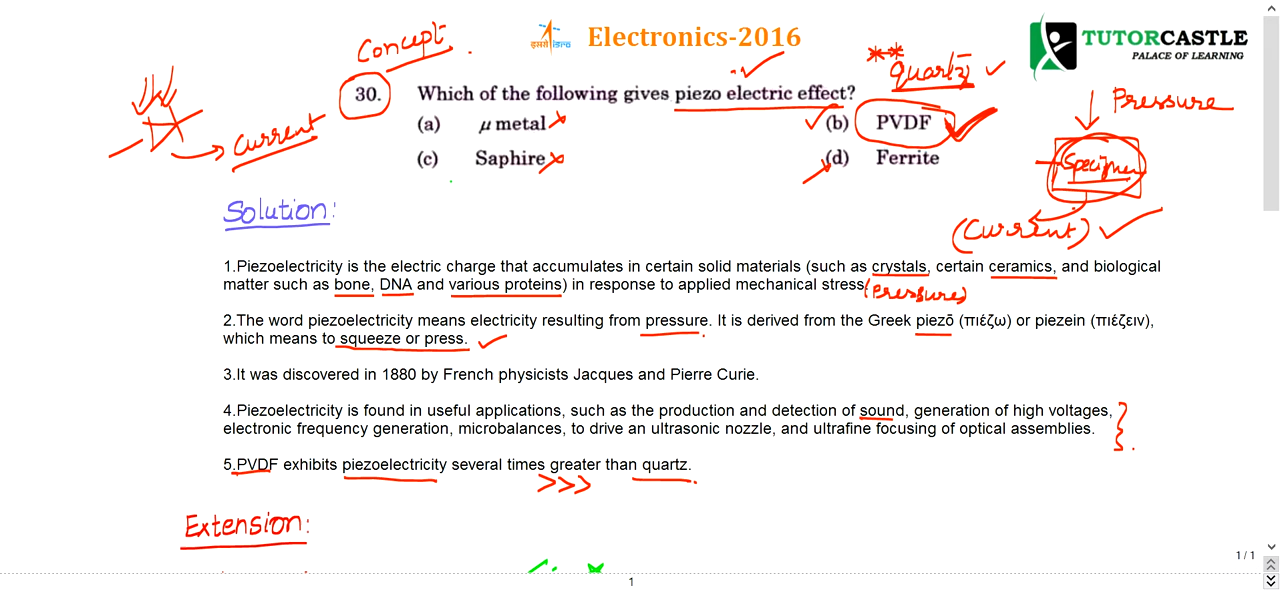 इसरो isro
Electronics-2016
TUTORCASTLE
PALACE OF LEARNING
Concept.
** quartz
30. Which of the following gives piezo electric effect?
(a) μ metal
(b) PVDF
(c) Saphire
(d) Ferrite
Current
Pressure
Specimen
(Current)
Solution:
1.Piezoelectricity is the electric charge that accumulates in certain solid materials (such as crystals, certain ceramics, and biological
matter such as bone, DNA and various proteins) in response to applied mechanical stress (Pressure)
2.The word piezoelectricity means electricity resulting from pressure. It is derived from the Greek piezō (πιέζω) or piezein (πιέζειν),
which means to squeeze or press.
3.It was discovered in 1880 by French physicists Jacques and Pierre Curie.
4.Piezoelectricity is found in useful applications, such as the production and detection of sound, generation of high voltages,
electronic frequency generation, microbalances, to drive an ultrasonic nozzle, and ultrafine focusing of optical assemblies.
5.PVDF exhibits piezoelectricity several times greater than quartz.
>>>
Extension:
1 / 1
1